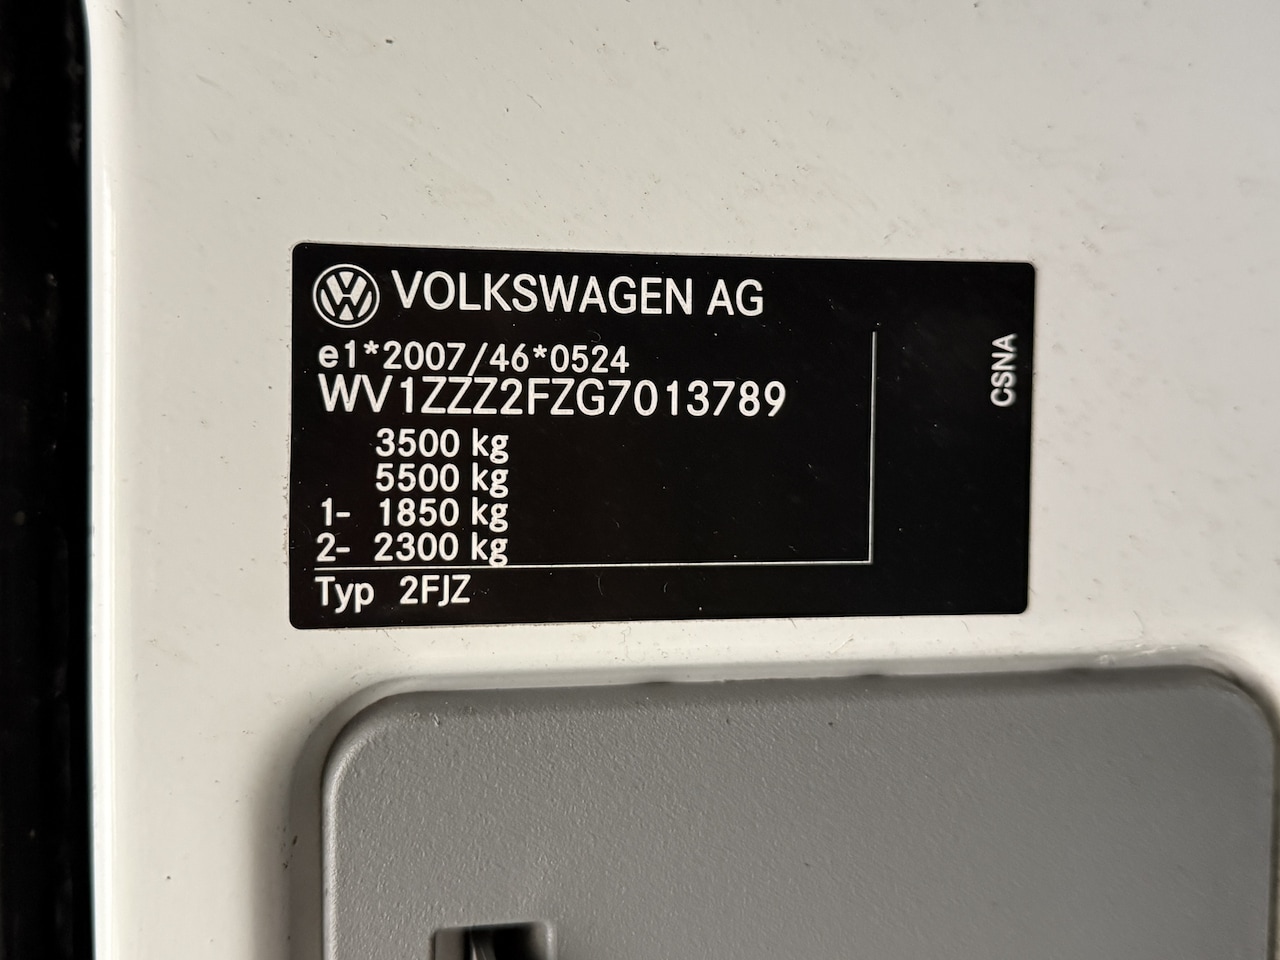 VOLKSWAGEN AG
e1*2007/46*0524
WV1ZZZ2FZG7013789
3500 kg
5500 kg
1- 1850 kg
2- 2300 kg
Typ 2FJZ
CSNA